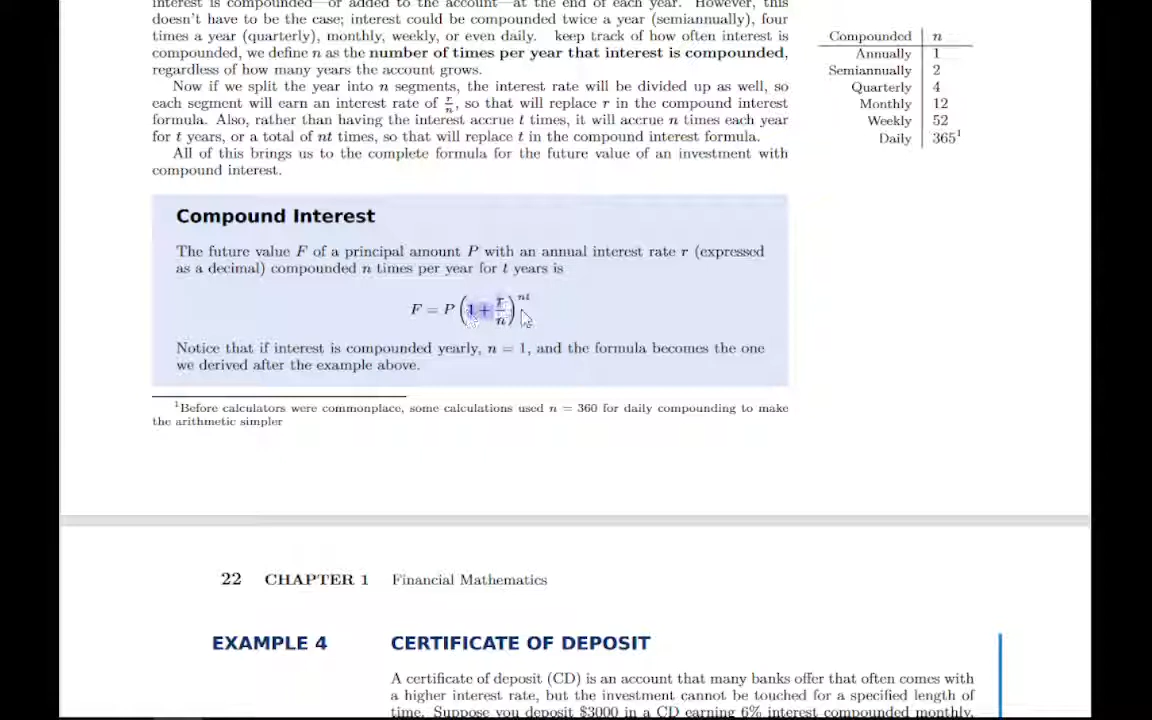 interest is compounded—or added to the account—at the end of each year. However, this
doesn't have to be the case; interest could be compounded twice a year (semiannually), four
times a year (quarterly), monthly, weekly, or even daily. keep track of how often interest is
compounded, we define n as the number of times per year that interest is compounded,
regardless of how many years the account grows.
Now if we split the year into n segments, the interest rate will be divided up as well, so
each segment will earn an interest rate of r/n, so that will replace r in the compound interest
formula. Also, rather than having the interest accrue t times, it will accrue n times each year
for t years, or a total of nt times, so that will replace t in the compound interest formula.
All of this brings us to the complete formula for the future value of an investment with
compound interest.
Compounded n
Annually 1
Semiannually 2
Quarterly 4
Monthly 12
Weekly 52
Daily 365¹
Compound Interest
The future value F of a principal amount P with an annual interest rate r (expressed
as a decimal) compounded n times per year for t years is
F = P (1 + r/n)^nt
Notice that if interest is compounded yearly, n = 1, and the formula becomes the one
we derived after the example above.
¹Before calculators were commonplace, some calculations used n = 360 for daily compounding to make
the arithmetic simpler
22 CHAPTER 1 Financial Mathematics
EXAMPLE 4 CERTIFICATE OF DEPOSIT
A certificate of deposit (CD) is an account that many banks offer that often comes with
a higher interest rate, but the investment cannot be touched for a specified length of
time. Suppose you deposit $3000 in a CD earning 6% interest compounded monthly.